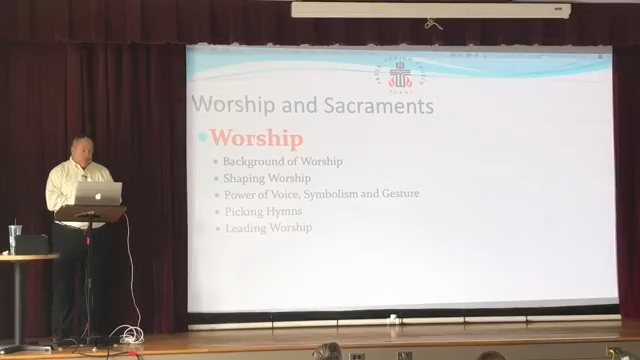 Worship and Sacraments
Worship
Background of Worship
Shaping Worship
Power of Voice, Symbolism and Gesture
Picking Hymns
Leading Worship